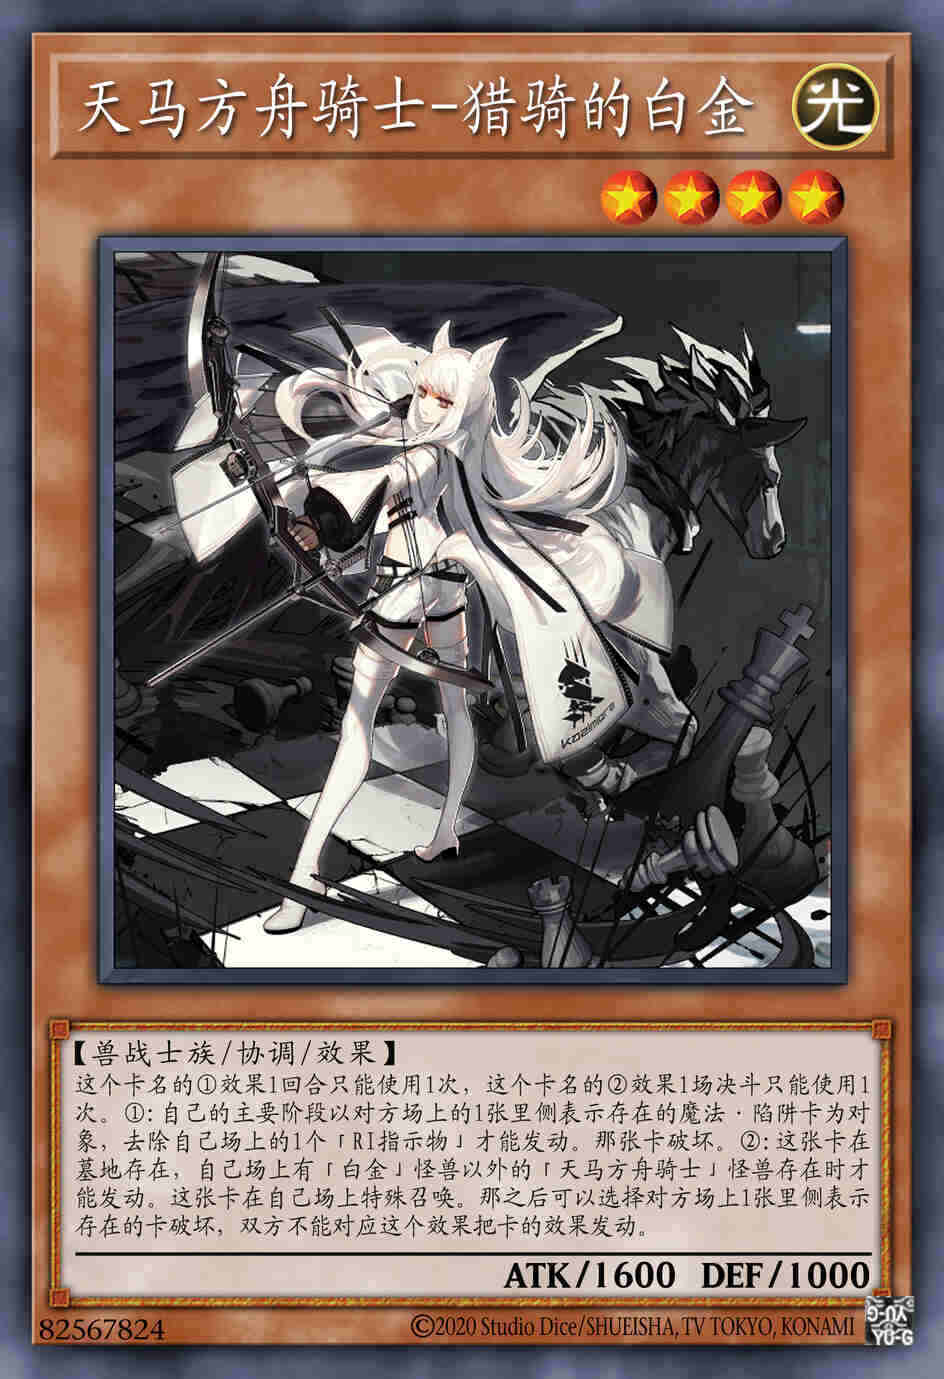 天马方舟骑士-猎骑的白金
光
Kazimierz
【兽战士族/协调/效果】
这个卡名的①效果1回合只能使用1次，这个卡名的②效果1场决斗只能使用1
次。①：自己的主要阶段以对方场上的1张里侧表示存在的魔法·陷阱卡为对
象，去除自己场上的1个「RI指示物」才能发动。那张卡破坏。②：这张卡在
墓地存在，自己场上有「白金」怪兽以外的「天马方舟骑士」怪兽存在时才
能发动。这张卡在自己场上特殊召唤。那之后可以选择对方场上1张里侧表示
存在的卡破坏，双方不能对应这个效果把卡的效果发动。
ATK/1600 DEF/1000
82567824
©2020 Studio Dice/SHUEISHA, TV TOKYO, KONAMI
YU-G
YU-G